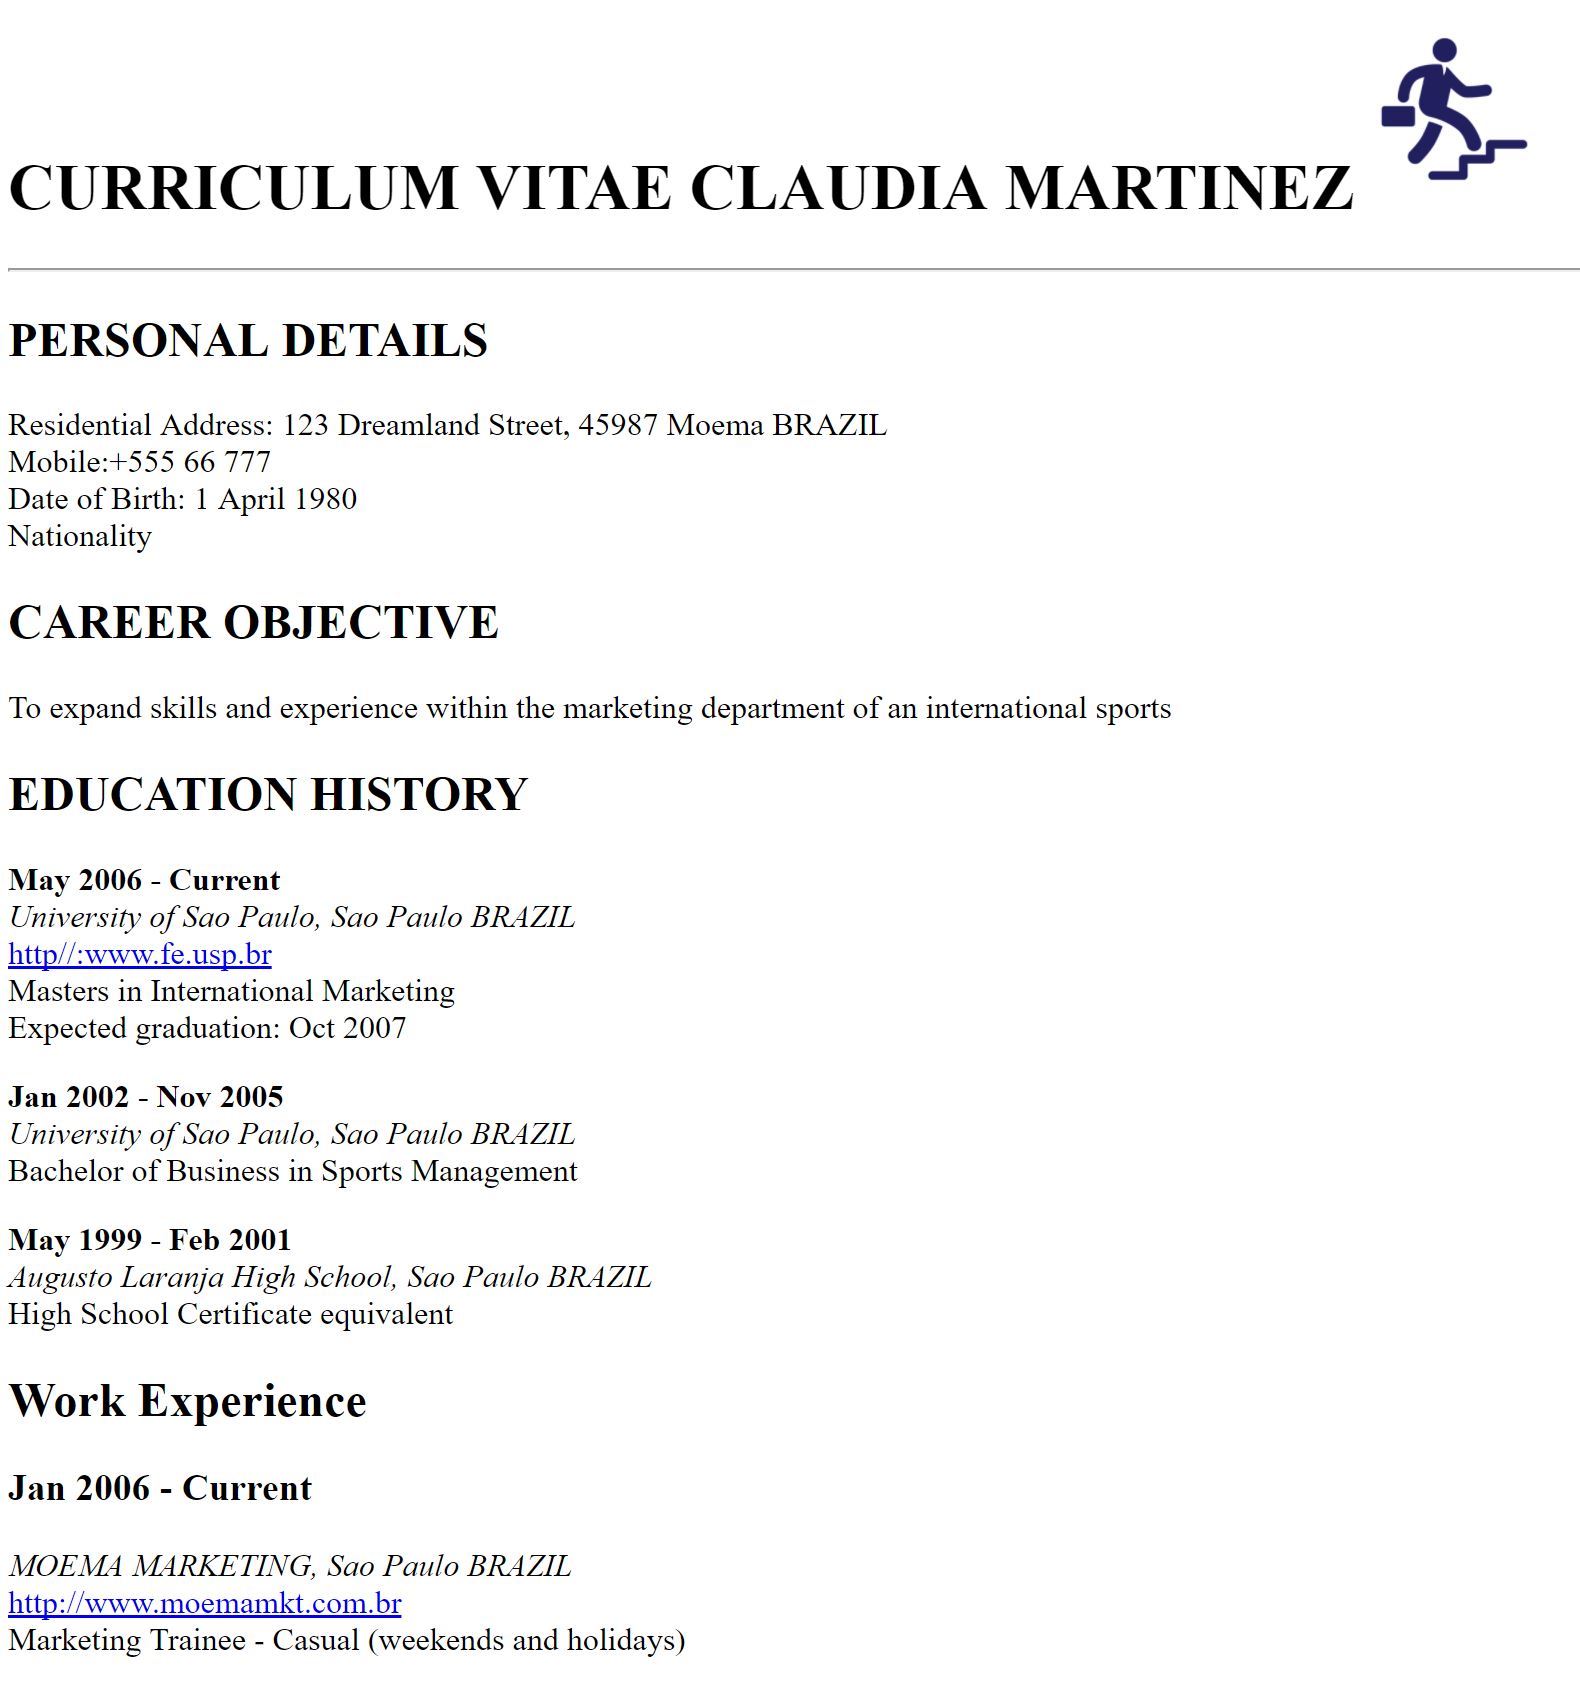 CURRICULUM VITAE CLAUDIA MARTINEZ
PERSONAL DETAILS
Residential Address: 123 Dreamland Street, 45987 Moema BRAZIL
Mobile:+555 66 777
Date of Birth: 1 April 1980
Nationality
CAREER OBJECTIVE
To expand skills and experience within the marketing department of an international sports
EDUCATION HISTORY
May 2006 - Current
University of Sao Paulo, Sao Paulo BRAZIL
http//:www.fe.usp.br
Masters in International Marketing
Expected graduation: Oct 2007
Jan 2002 - Nov 2005
University of Sao Paulo, Sao Paulo BRAZIL
Bachelor of Business in Sports Management
May 1999 - Feb 2001
Augusto Laranja High School, Sao Paulo BRAZIL
High School Certificate equivalent
Work Experience
Jan 2006 - Current
MOEMA MARKETING, Sao Paulo BRAZIL
http://www.moemamkt.com.br
Marketing Trainee - Casual (weekends and holidays)